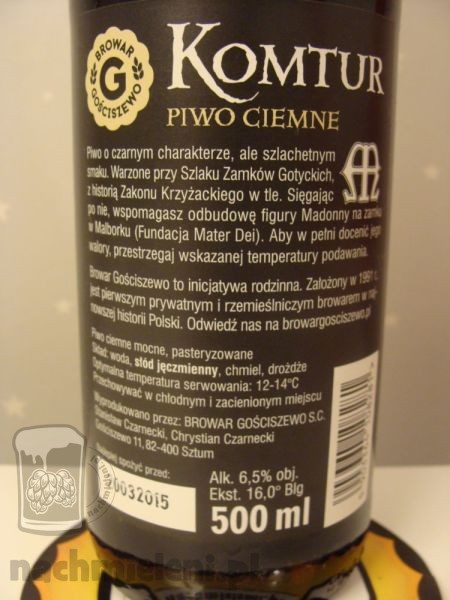 BROWAR
G
GOŚCISZEWO
KOMTUR
PIWO CIEMNE
Piwo o czarnym charakterze, ale szlachetnym
smaku. Warzone przy Szlaku Zamków Gotyckich,
z historią Zakonu Krzyżackiego w tle. Sięgając
po nie, wspomagasz odbudowę figury Madonny na zamku
w Malborku (Fundacja Mater Dei). Aby w pełni docenić jego
walory, przestrzegaj wskazanej temperatury podawania.
Browar Gościszewo to inicjatywa rodzinna. Założony w 1991 r.
jest pierwszym prywatnym i rzemieślniczym browarem w naj-
nowszej historii Polski. Odwiedź nas na browargosciszewo.pl
Piwo ciemne mocne, pasteryzowane
Skład: woda, słód jęczmienny, chmiel, drożdże
Optymalna temperatura serwowania: 12-14°C
Przechowywać w chłodnym i zacienionym miejscu
Wyprodukowano przez: BROWAR GOŚCISZEWO S.C.
Stanisław Czarnecki, Chrystian Czarnecki
Gościszewo 11, 82-400 Sztum
spożyć przed:
20032015
Alk. 6,5% obj.
Ekst. 16,0° Blg
500 ml
nachmieleni.pl